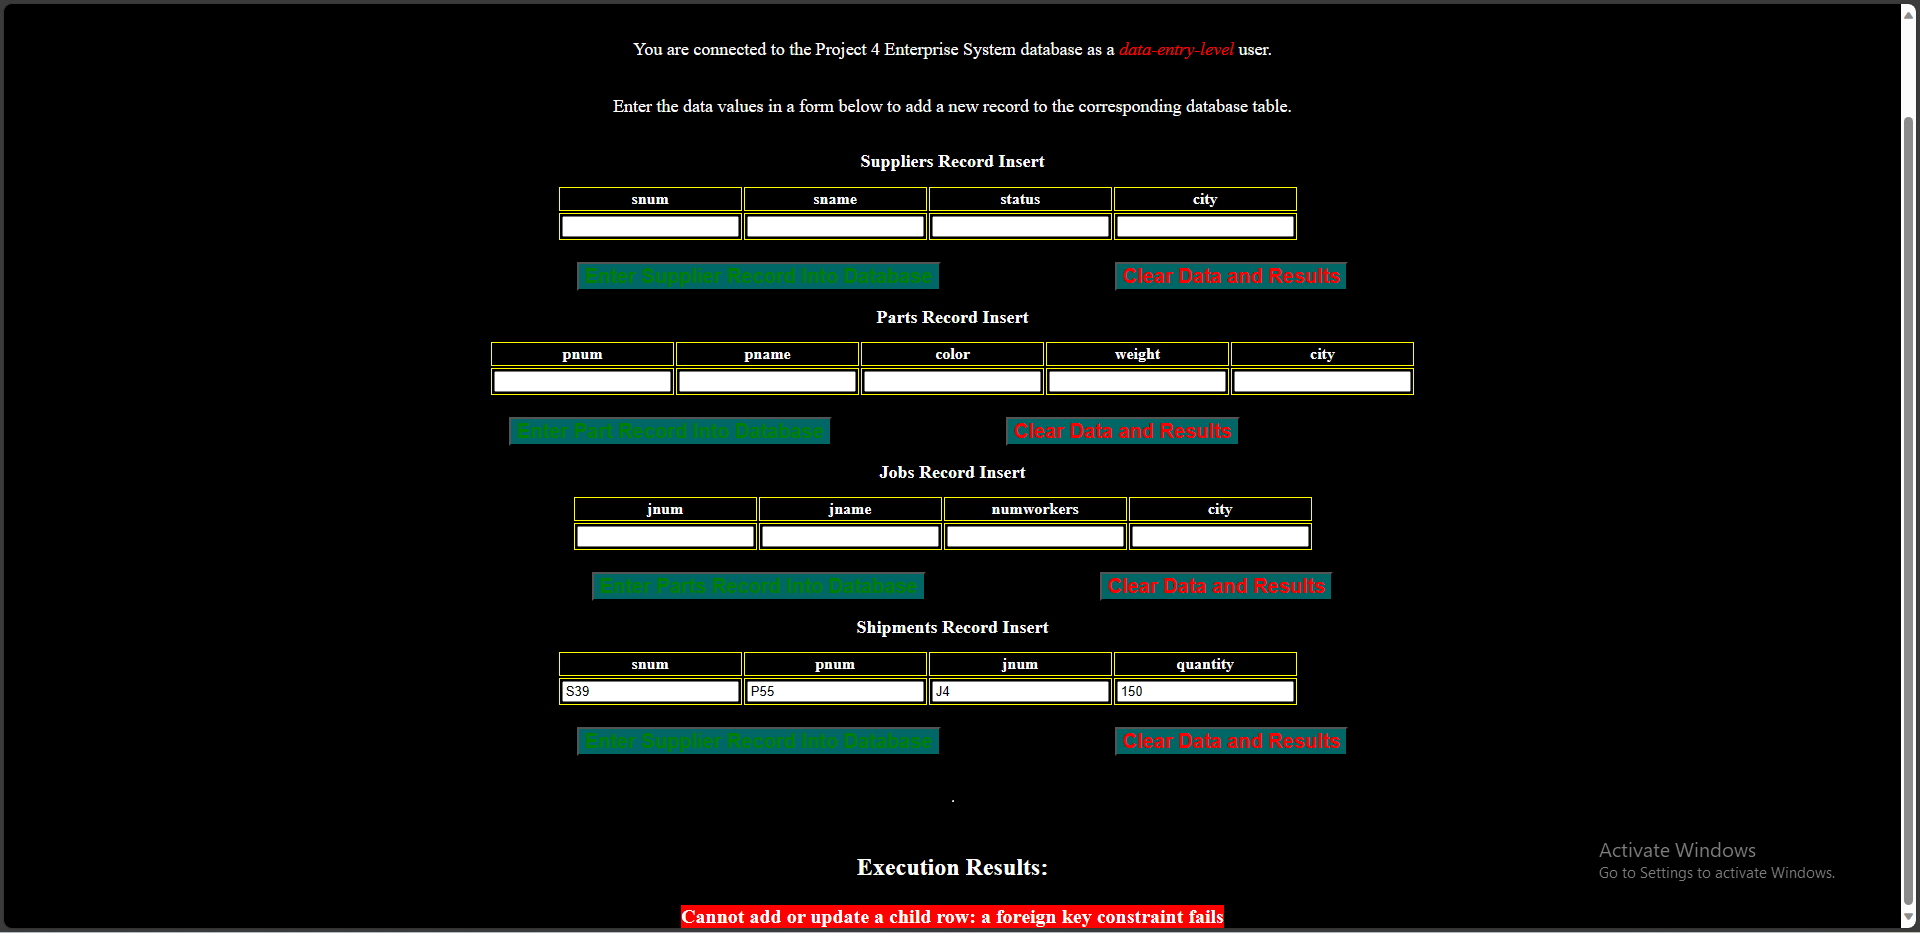 You are connected to the Project 4 Enterprise System database as a data-entry-level user.
Enter the data values in a form below to add a new record to the corresponding database table.
Suppliers Record Insert
snum sname status city
Enter Supplier Record Into Database Clear Data and Results
Parts Record Insert
pnum pname color weight city
Enter Part Record Into Database Clear Data and Results
Jobs Record Insert
jnum jname numworkers city
Enter Parts Record Into Database Clear Data and Results
Shipments Record Insert
snum pnum jnum quantity
S39 P55 J4 150
Enter Supplier Record Into Database Clear Data and Results
.
Execution Results:
Cannot add or update a child row: a foreign key constraint fails
Activate Windows
Go to Settings to activate Windows.